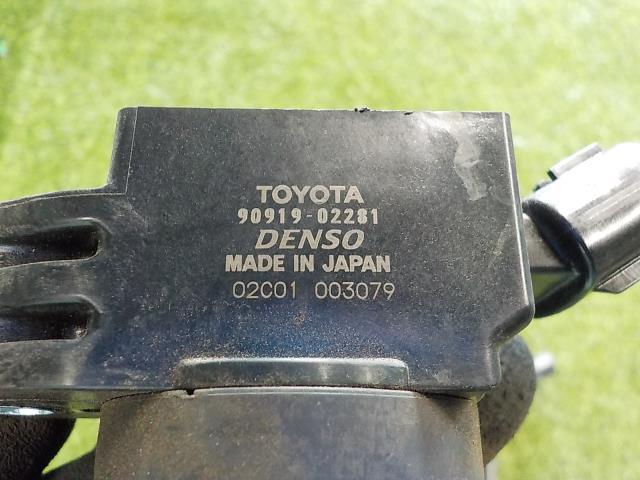 TOYOTA
90919-02281
DENSO
MADE IN JAPAN
02C01 003079